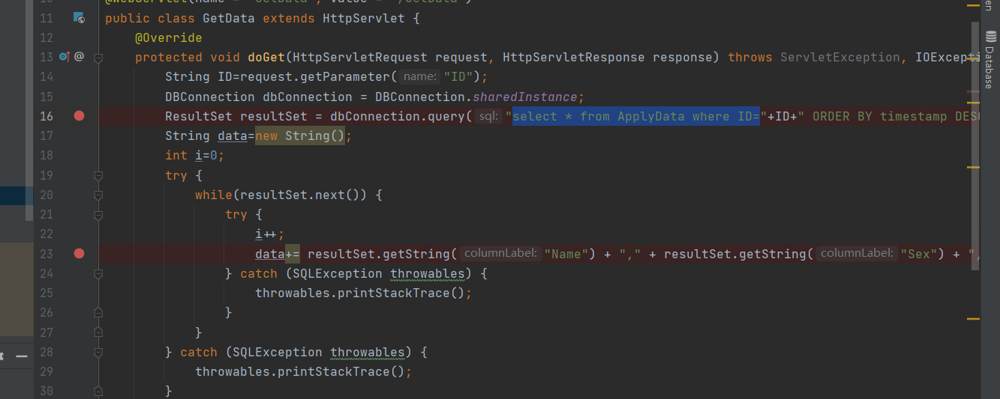 11 public class GetData extends HttpServlet {
12 @Override
13 @ protected void doGet(HttpServletRequest request, HttpServletResponse response) throws ServletException, IOExcepti
14 String ID=request.getParameter( name: "ID");
15 DBConnection dbConnection = DBConnection.sharedInstance;
16 ResultSet resultSet = dbConnection.query( sql: "select * from ApplyData where ID="+ID+" ORDER BY timestamp DESC
17 String data=new String();
18 int i=0;
19 try {
20 while(resultSet.next()) {
21 try {
22 i++;
23 data+= resultSet.getString( columnLabel: "Name") + "," + resultSet.getString( columnLabel: "Sex") + ",
24 } catch (SQLException throwables) {
25 throwables.printStackTrace();
26 }
27 }
28 } catch (SQLException throwables) {
29 throwables.printStackTrace();
30 }
Database